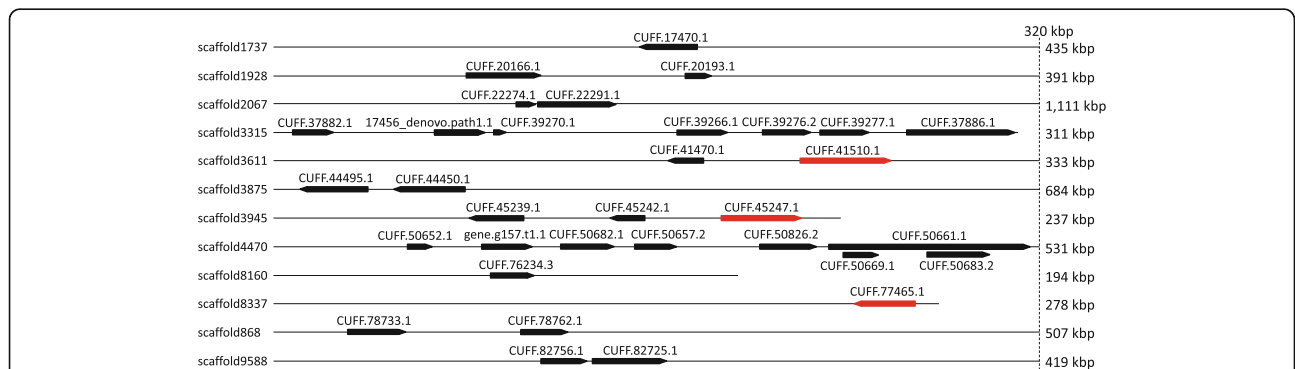 320 kbp
scaffold1737 CUFF.17470.1 435 kbp
scaffold1928 CUFF.20166.1 CUFF.20193.1 391 kbp
scaffold2067 CUFF.22274.1 CUFF.22291.1 1,111 kbp
scaffold3315 CUFF.37882.1 17456_denovo.path1.1 CUFF.39270.1 CUFF.39266.1 CUFF.39276.2 CUFF.39277.1 CUFF.37886.1 311 kbp
scaffold3611 CUFF.41470.1 CUFF.41510.1 333 kbp
scaffold3875 CUFF.44495.1 CUFF.44450.1 684 kbp
scaffold3945 CUFF.45239.1 CUFF.45242.1 CUFF.45247.1 237 kbp
scaffold4470 CUFF.50652.1 gene.g157.t1.1 CUFF.50682.1 CUFF.50657.2 CUFF.50826.2 CUFF.50661.1 531 kbp
CUFF.50669.1 CUFF.50683.2
scaffold8160 CUFF.76234.3 194 kbp
scaffold8337 CUFF.77465.1 278 kbp
scaffold868 CUFF.78733.1 CUFF.78762.1 507 kbp
scaffold9588 CUFF.82756.1 CUFF.82725.1 419 kbp